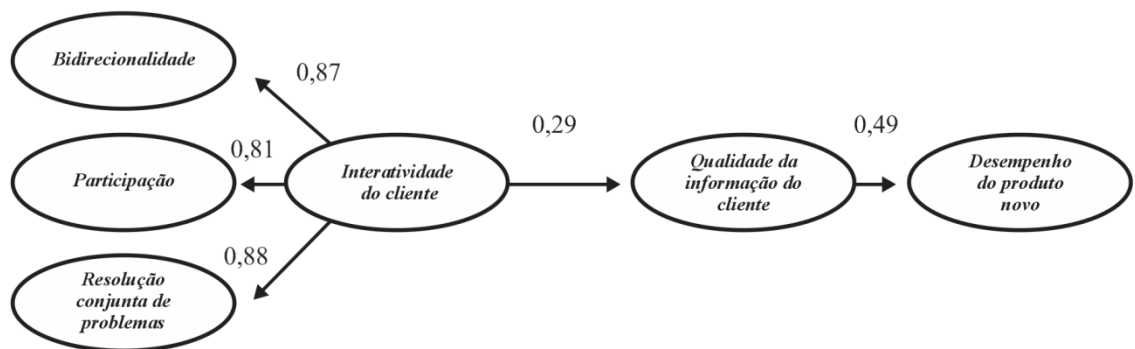 Bidirecionalidade
0,87
0,81
Participação
Interatividade
do cliente
0,29
Qualidade da
informação do
cliente
0,49
Desempenho
do produto
novo
0,88
Resolução
conjunta de
problemas